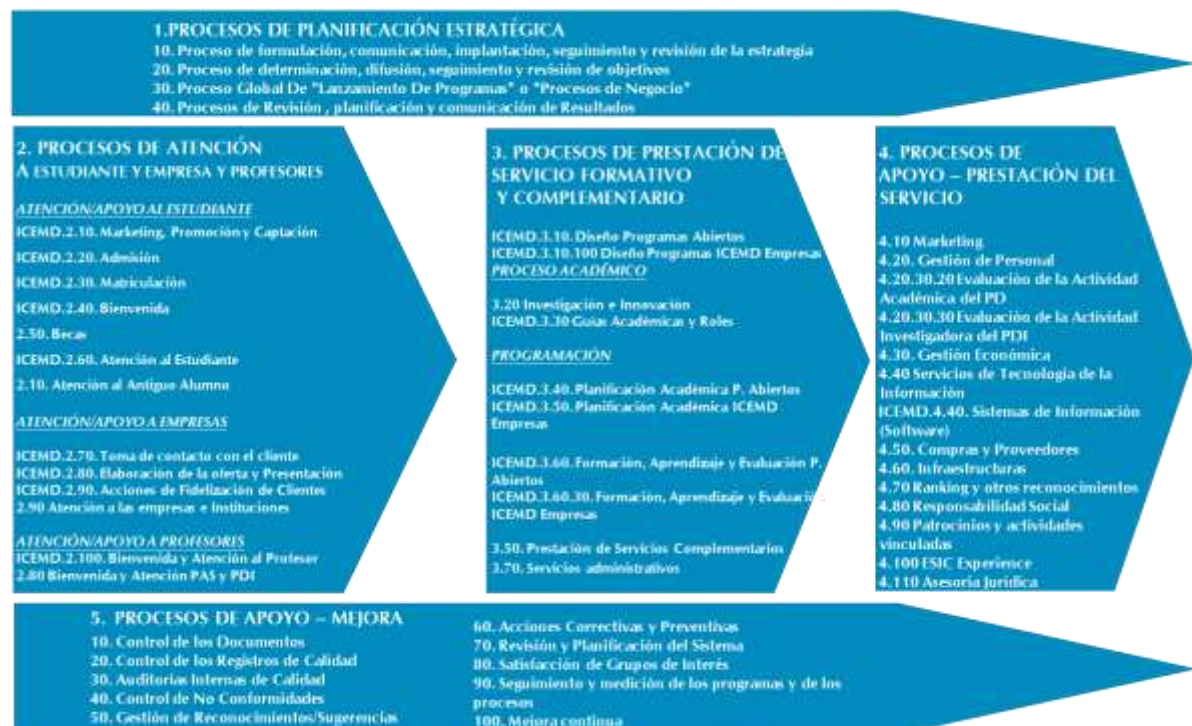 1.PROCESOS DE PLANIFICACIÓN ESTRATÉGICA
10. Proceso de formulación, comunicación, implantación, seguimiento y revisión de la estrategia
20. Proceso de determinación, difusión, seguimiento y revisión de objetivos
30. Proceso Global De "Lanzamiento De Programas" o "Procesos de Negocio"
40. Procesos de Revisión , planificación y comunicación de Resultados
2. PROCESOS DE ATENCIÓN
A ESTUDIANTE Y EMPRESA Y PROFESORES
ATENCIÓN/APOYO AL ESTUDIANTE
ICEMD.2.10. Marketing, Promoción y Captación
ICEMD.2.20. Admisión
ICEMD.2.30. Matriculación
ICEMD.2.40. Bienvenida
2.50. Becas
ICEMD.2.60. Atención al Estudiante
2.10. Atención al Antiguo Alumno
ATENCIÓN/APOYO A EMPRESAS
ICEMD.2.70. Toma de contacto con el cliente
ICEMD.2.80. Elaboración de la oferta y Presentación
ICEMD.2.90. Acciones de Fidelización de Clientes
2.90 Atención a las empresas e Instituciones
ATENCIÓN/APOYO A PROFESORES
ICEMD.2.100. Bienvenida y Atención al Profesor
2.80 Bienvenida y Atención PAS y PDI
3. PROCESOS DE PRESTACIÓN DE
SERVICIO FORMATIVO
Y COMPLEMENTARIO
ICEMD.3.10. Diseño Programas Abiertos
ICEMD.3.10.100 Diseño Programas ICEMD Empresas
PROCESO ACADÉMICO
3.20 Investigación e Innovación
ICEMD.3.30 Guías Académicas y Roles
PROGRAMACIÓN
ICEMD.3.40. Planificación Académica P. Abiertos
ICEMD.3.50. Planificación Académica ICEMD
Empresas
ICEMD.3.60. Formación, Aprendizaje y Evaluación P.
Abiertos
ICEMD.3.60.30. Formación, Aprendizaje y Evaluación
ICEMD Empresas
3.50. Prestación de Servicios Complementarios
3.70. Servicios administrativos
4. PROCESOS DE
APOYO – PRESTACIÓN DEL
SERVICIO
4.10 Marketing
4.20. Gestión de Personal
4.20.30.20 Evaluación de la Actividad
Académica del PD
4.20.30.30 Evaluación de la Actividad
Investigadora del PDI
4.30. Gestión Económica
4.40 Servicios de Tecnología de la
Información
ICEMD.4.40. Sistemas de Información
(Software)
4.50. Compras y Proveedores
4.60. Infraestructuras
4.70 Ranking y otros reconocimientos
4.80 Responsabilidad Social
4.90 Patrocinios y actividades
vinculadas
4.100 ESIC Experience
4.110 Asesoría Jurídica
5. PROCESOS DE APOYO – MEJORA
10. Control de los Documentos
20. Control de los Registros de Calidad
30. Auditorias Internas de Calidad
40. Control de No Conformidades
50. Gestión de Reconocimientos/Sugerencias
60. Acciones Correctivas y Preventivas
70. Revisión y Planificación del Sistema
80. Satisfacción de Grupos de Interés
90. Seguimiento y medición de los programas y de los
procesos
100. Mejora continua